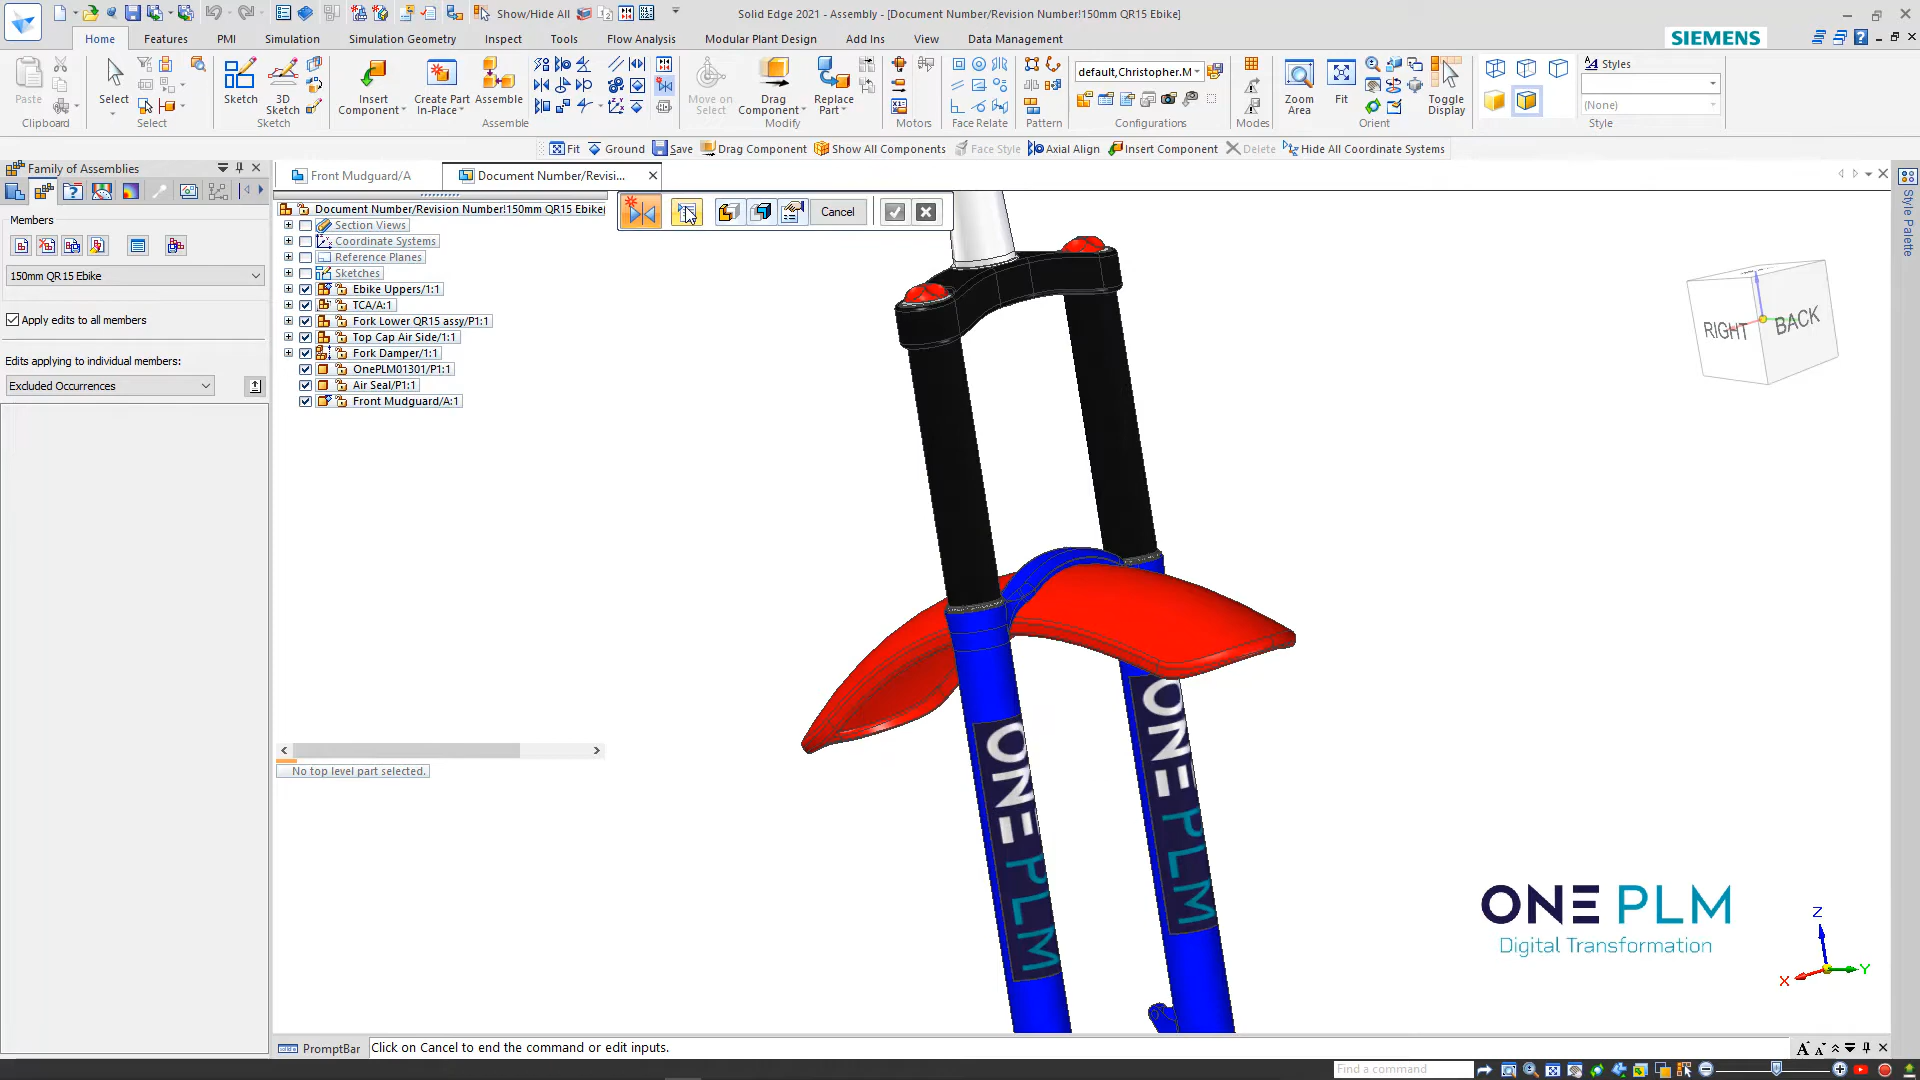 Show/Hide All
Solid Edge 2021 - Assembly - [Document Number/Revision Number!150mm QR15 Ebike]
Home Features PMI Simulation Simulation Geometry Inspect Tools Flow Analysis Modular Plant Design Add Ins View Data Management
SIEMENS
Paste
Select
Sketch
3D Sketch
Insert Component
Create Part In-Place
Assemble
Move on Select
Drag Component
Replace Part
default,Christopher.M
Zoom Area
Fit
Toggle Display
Styles
(None)
Clipboard Select Sketch Assemble Modify Motors Face Relate Pattern Configurations Modes Orient Style
Fit Ground Save Drag Component Show All Components Face Style Axial Align Insert Component Delete Hide All Coordinate Systems
Family of Assemblies
Front Mudguard/A
Document Number/Revisi...
Members
150mm QR15 Ebike
Apply edits to all members
Edits applying to individual members:
Excluded Occurrences
Document Number/Revision Number!150mm QR15 Ebike
Section Views
Coordinate Systems
Reference Planes
Sketches
Ebike Uppers/1:1
TCA/A:1
Fork Lower QR15 assy/P1:1
Top Cap Air Side/1:1
Fork Damper/1:1
OnePLM01301/P1:1
Air Seal/P1:1
Front Mudguard/A:1
No top level part selected.
Cancel
RIGHT
BACK
Style Palette
ONE PLM
ONE PLM
ONE PLM
Digital Transformation
Z
X
Y
PromptBar
Click on Cancel to end the command or edit inputs.
Find a command